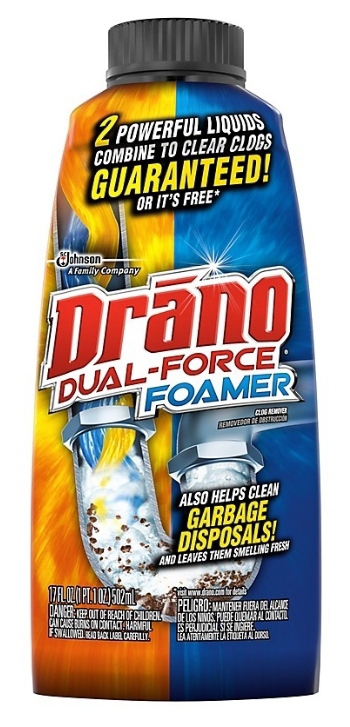 2 POWERFUL LIQUIDS
COMBINE TO CLEAR CLOGS
GUARANTEED!
OR IT'S FREE*
SC Johnson
A Family Company
Drāno
DUAL-FORCE
FOAMER
CLOG REMOVER
REMOVEDOR DE OBSTRUCCIÓN
ALSO HELPS CLEAN
GARBAGE
DISPOSALS!
AND LEAVES THEM SMELLING FRESH
17 FL. OZ. (1 PT. 1 OZ.) 502mL
DANGER: KEEP OUT OF REACH OF CHILDREN.
CAN CAUSE BURNS ON CONTACT. HARMFUL
IF SWALLOWED. READ BACK LABEL CAREFULLY.
visit www.drano.com for details
PELIGRO: MANTENER FUERA DEL ALCANCE
DE LOS NIÑOS. PUEDE QUEMAR AL CONTACTO.
ES PERJUDICIAL SI SE INGIERE.
LEA ATENTAMENTE LA ETIQUETA AL DORSO.